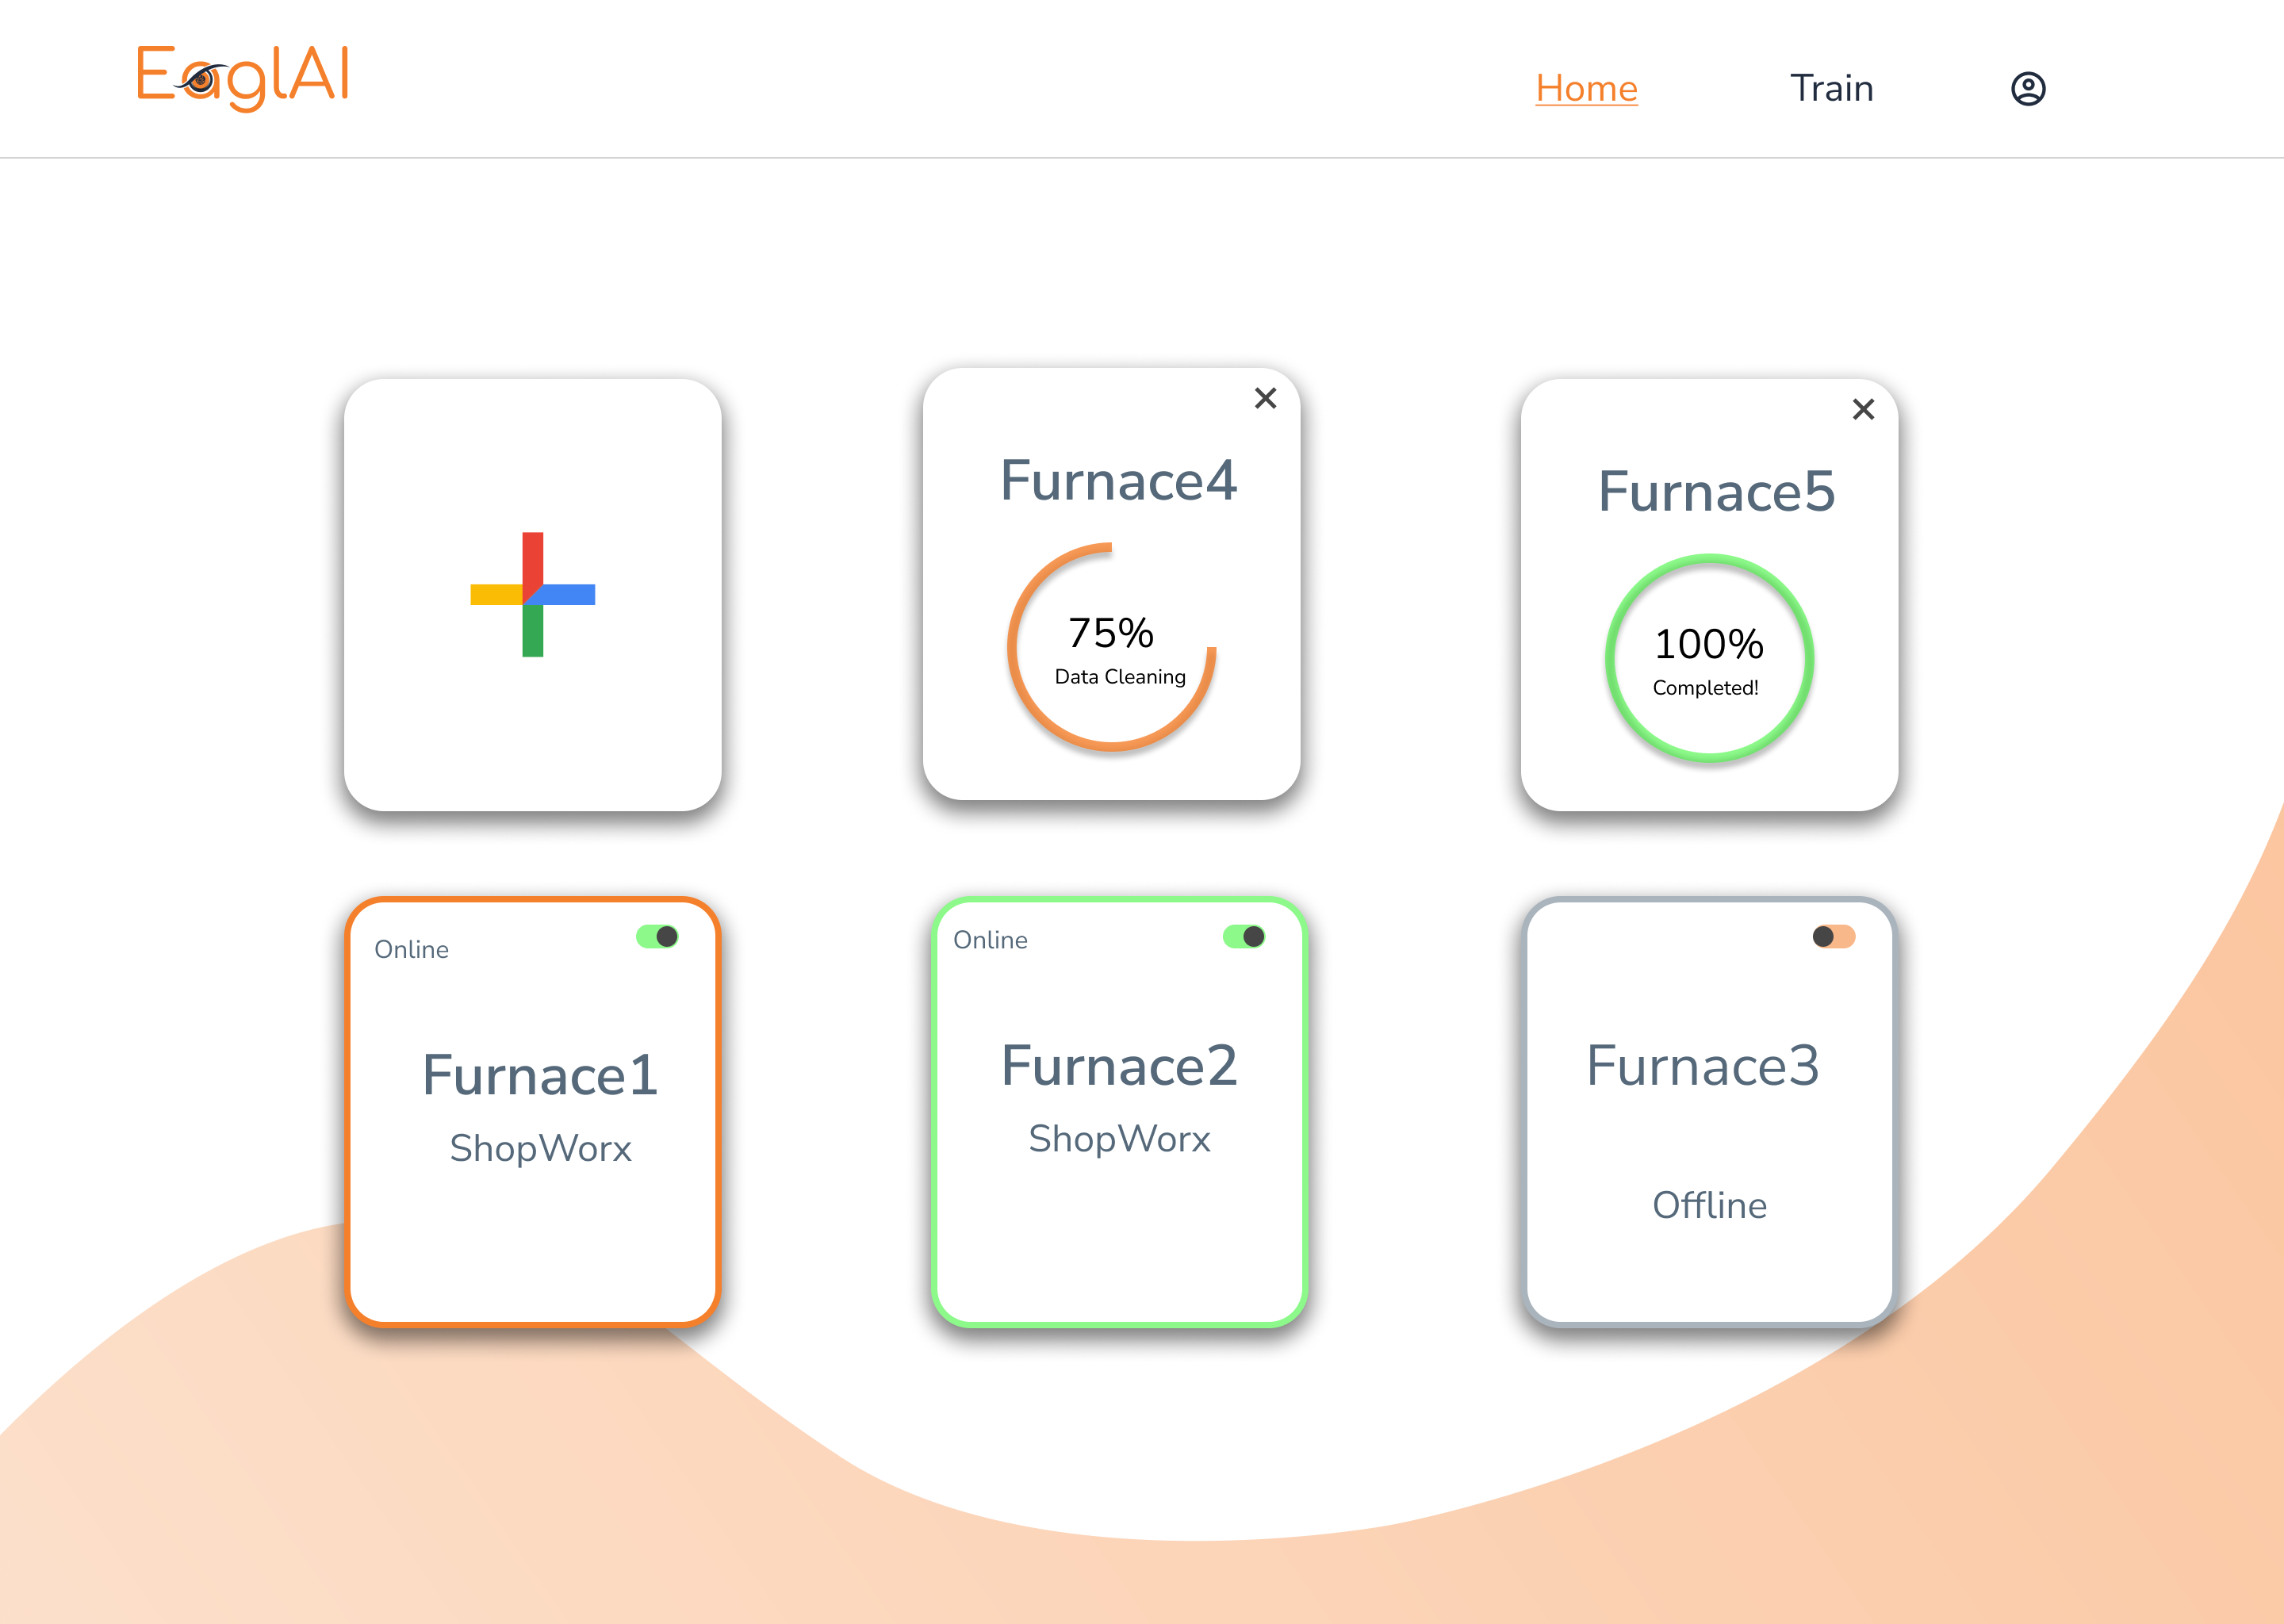 EaglAI
Home
Train
Furnace4
75%
Data Cleaning
Furnace5
100%
Completed!
Online
Furnace1
ShopWorx
Online
Furnace2
ShopWorx
Furnace3
Offline